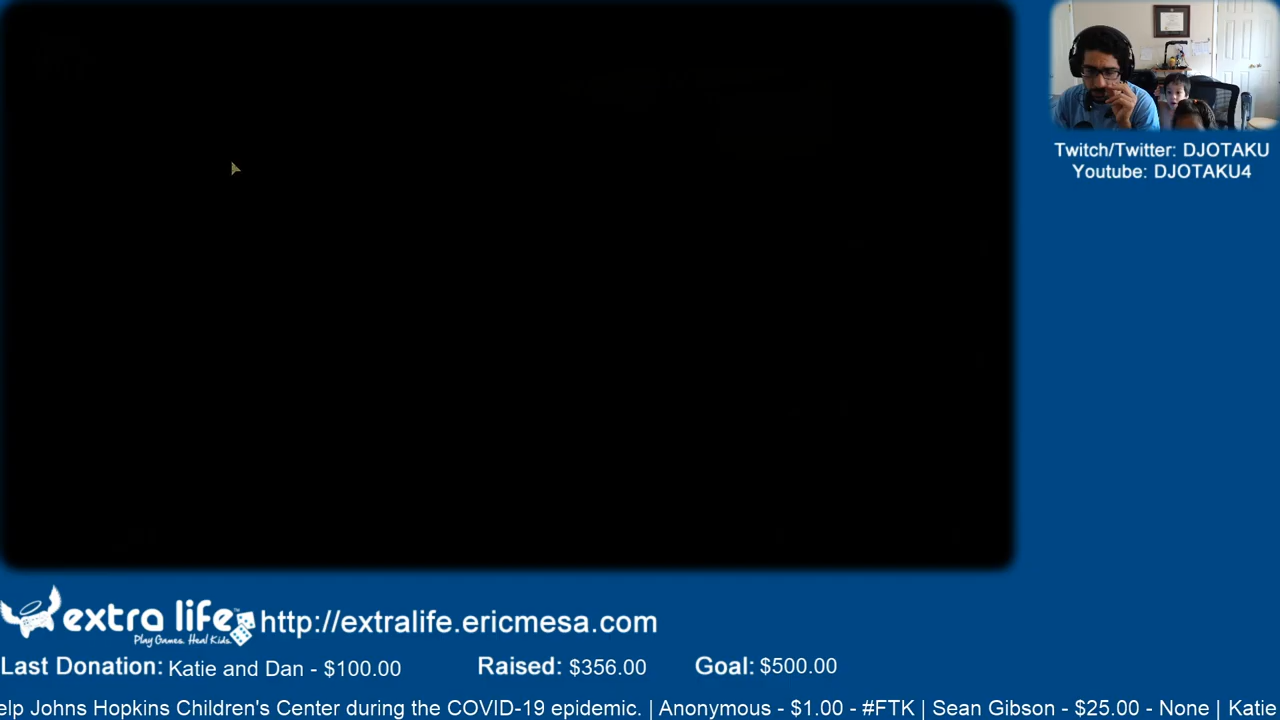 Twitch/Twitter: DJOTAKU
Youtube: DJOTAKU4
extra life
Play Games. Heal Kids.
http://extralife.ericmesa.com
Last Donation: Katie and Dan - $100.00
Raised: $356.00
Goal: $500.00
elp Johns Hopkins Children's Center during the COVID-19 epidemic. | Anonymous - $1.00 - #FTK | Sean Gibson - $25.00 - None | Katie